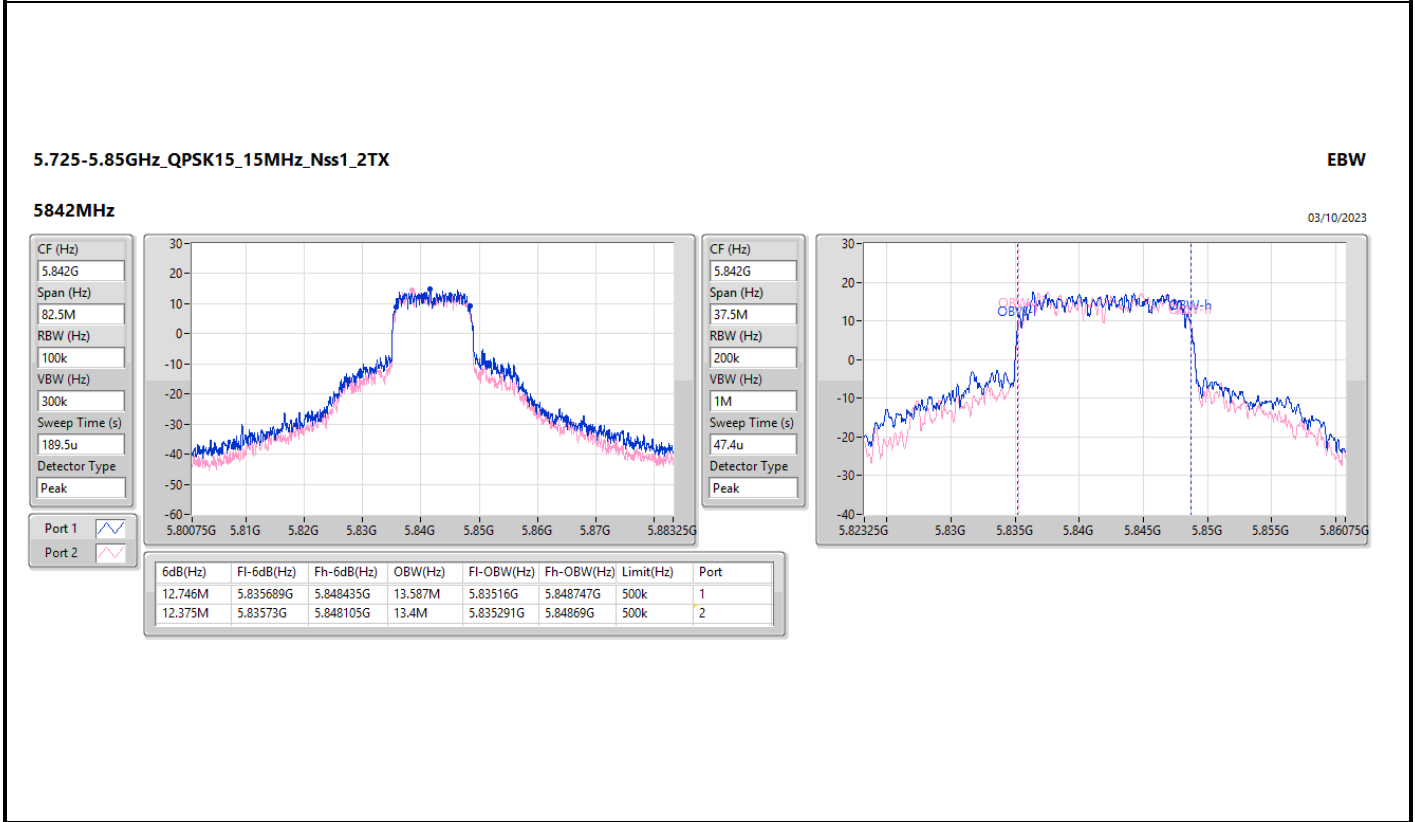 5.725-5.85GHz_QPSK15_15MHz_Nss1_2TX
EBW
5842MHz
03/10/2023
CF (Hz)
5.842G
Span (Hz)
82.5M
RBW (Hz)
100k
VBW (Hz)
300k
Sweep Time (s)
189.5u
Detector Type
Peak
Port 1
Port 2
30
20
10
0
-10
-20
-30
-40
-50
-60
5.80075G 5.81G 5.82G 5.83G 5.84G 5.85G 5.86G 5.87G 5.88325G
CF (Hz)
5.842G
Span (Hz)
37.5M
RBW (Hz)
200k
VBW (Hz)
1M
Sweep Time (s)
47.4u
Detector Type
Peak
30
20
10
0
-10
-20
-30
-40
OBW-h
5.82325G 5.83G 5.835G 5.84G 5.845G 5.85G 5.855G 5.86075G
6dB(Hz) Fl-6dB(Hz) Fh-6dB(Hz) OBW(Hz) Fl-OBW(Hz) Fh-OBW(Hz) Limit(Hz) Port
12.746M 5.835689G 5.848435G 13.587M 5.83516G 5.848747G 500k 1
12.375M 5.83573G 5.848105G 13.4M 5.835291G 5.84869G 500k 2